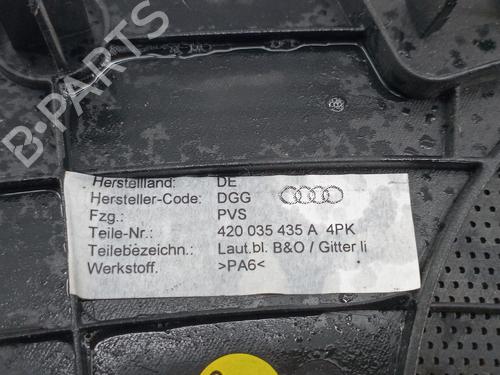 B-PARTS
Herstellland: DE
Hersteller-Code: DGG
Fzg.: PVS
Teile-Nr.: 420 035 435 A 4PK
Teilebezeichn.: Laut.bl. B&O / Gitter li
Werkstoff. >PA6<